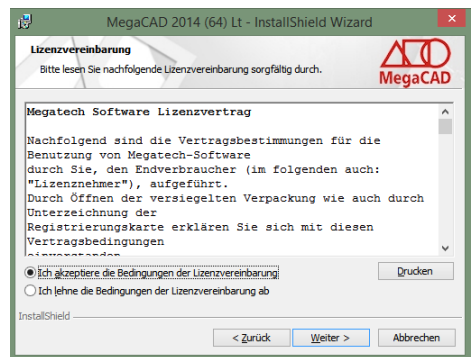 MegaCAD 2014 (64) Lt - InstallShield Wizard
Lizenzvereinbarung
Bitte lesen Sie nachfolgende Lizenzvereinbarung sorgfältig durch.
MegaCAD
Megatech Software Lizenzvertrag
Nachfolgend sind die Vertragsbestimmungen für die
Benutzung von Megatech-Software
durch Sie, den Endverbraucher (im folgenden auch:
"Lizenznehmer"), aufgeführt.
Durch Öffnen der versiegelten Verpackung wie auch durch
Unterzeichnung der
Registrierungskarte erklären Sie sich mit diesen
Vertragsbedingungen
einverstanden
Ich akzeptiere die Bedingungen der Lizenzvereinbarung
Drucken
Ich lehne die Bedingungen der Lizenzvereinbarung ab
InstallShield
< Zurück
Weiter >
Abbrechen